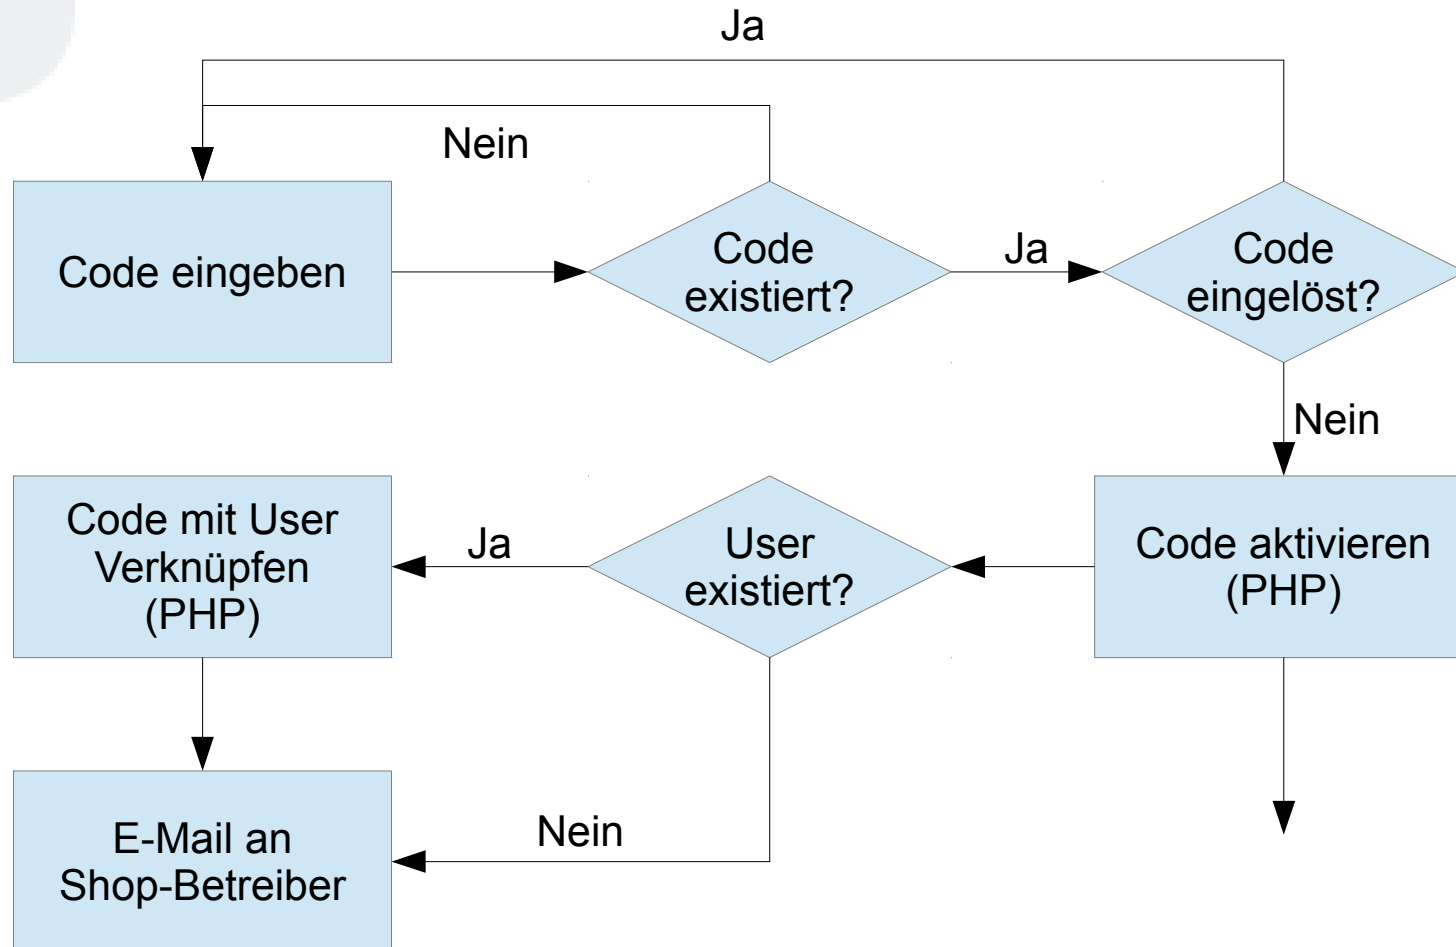 Ja
Nein
Code eingeben
Code
existiert?
Ja
Code
eingelöst?
Nein
Code mit User
Verknüpfen
(PHP)
Ja
User
existiert?
Code aktivieren
(PHP)
E-Mail an
Shop-Betreiber
Nein